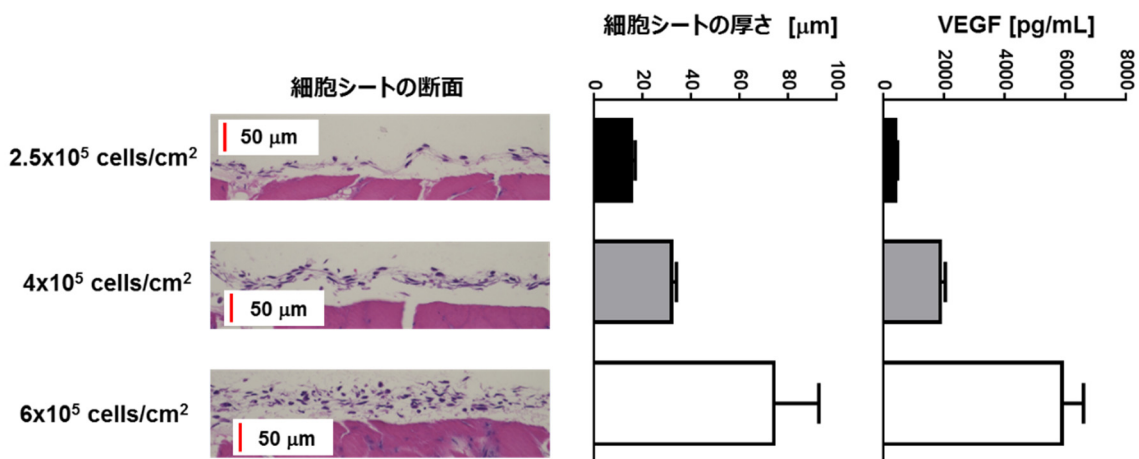 細胞シートの厚さ [μm]
0 20 40 60 80 100
VEGF [pg/mL]
0 2000 4000 6000 8000
細胞シートの断面
2.5x10⁵ cells/cm²
50 μm
4x10⁵ cells/cm²
50 μm
6x10⁵ cells/cm²
50 μm